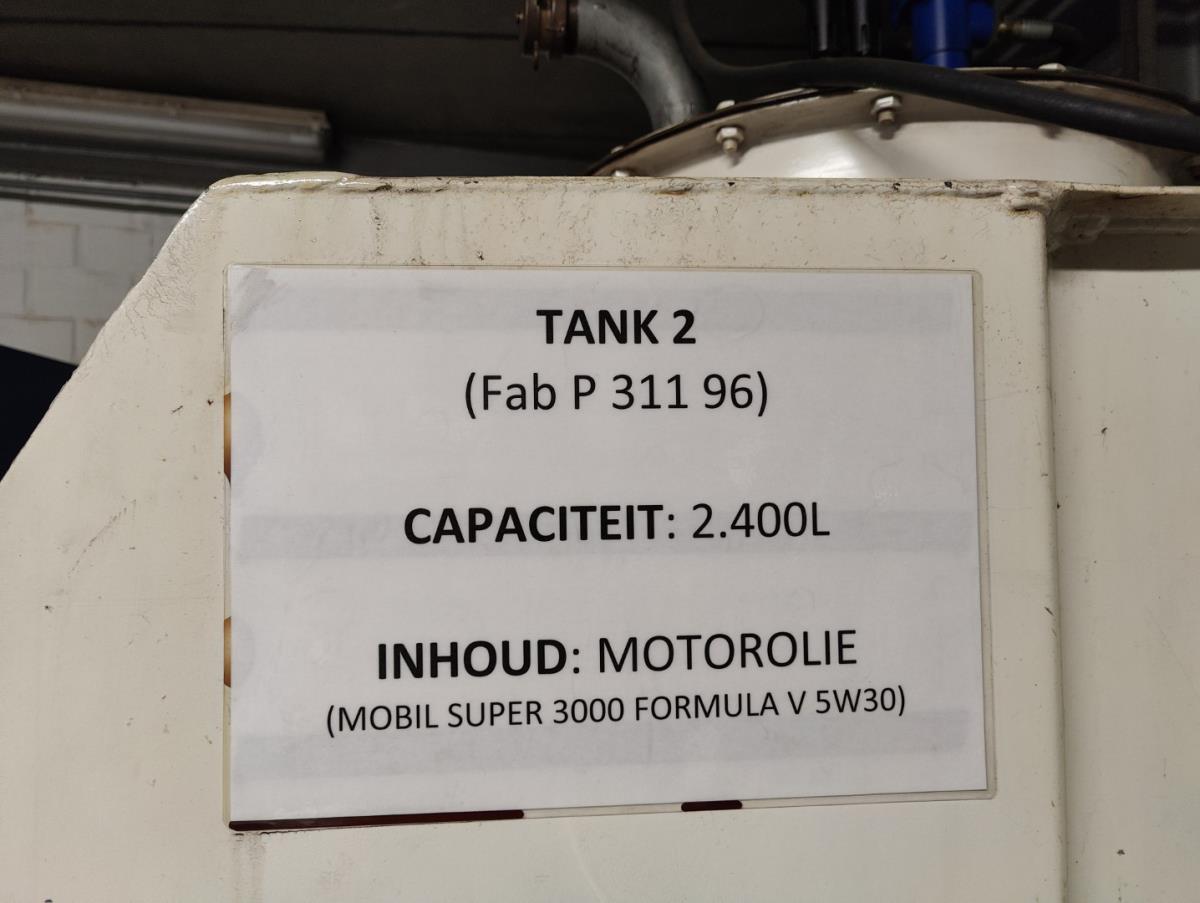 TANK 2
(Fab P 311 96)
CAPACITEIT: 2.400L
INHOUD: MOTOROLIE
(MOBIL SUPER 3000 FORMULA V 5W30)